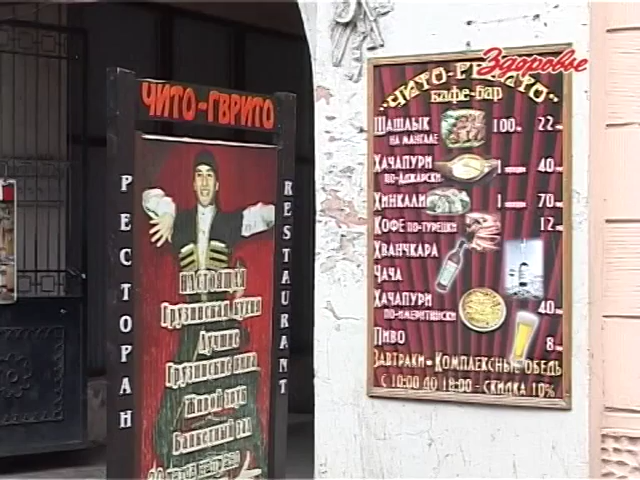 Здоровье
ЧИТО-ГВРИТО
РЕСТОРАН
RESTAURANT
НАСТОЯЩАЯ
Грузинская кухня
Лучшие
Грузинские вина
Живой звук
Банкетный зал
"ЧИТО-ГВРИТО"
кафе-бар
ШАШЛЫК 100 22
НА МАНГАЛЕ
ХАЧАПУРИ 1 40
ПО-АДЖАРСКИ
ХИНКАЛИ 1 70
КОФЕ ПО-ТУРЕЦКИ 12
ХВАНЧКАРА
ЧАЧА
ХАЧАПУРИ 40
ПО-ИМЕРИТИНСКИ
ПИВО 8
ЗАВТРАКИ • КОМПЛЕКСНЫЕ ОБЕДЫ
С 10:00 ДО 18:00 - СКИДКА 10%